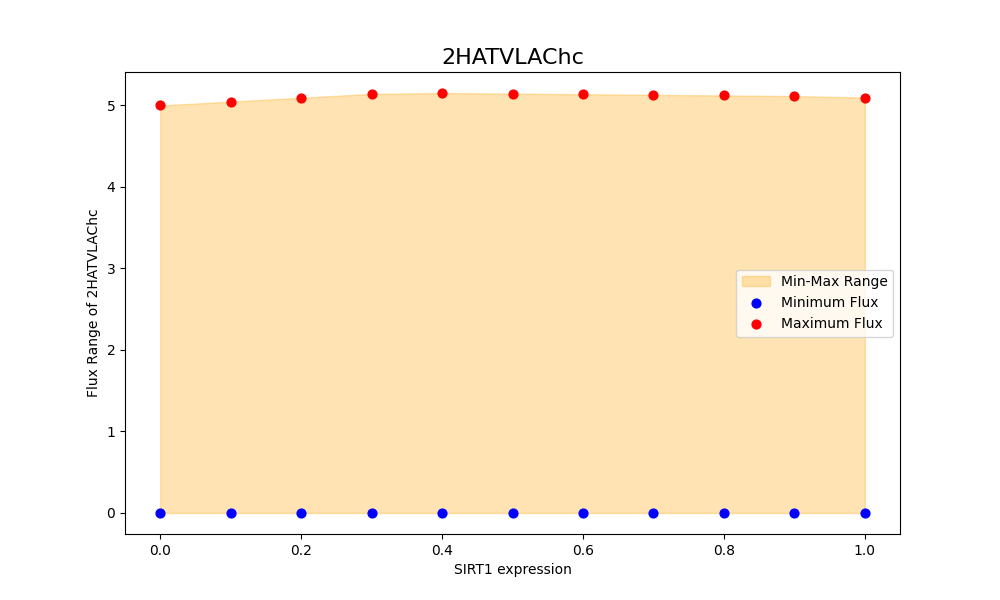 2HATVLAChc
5
4
3
2
1
0
Flux Range of 2HATVLAChc
Min-Max Range
Minimum Flux
Maximum Flux
0.0 0.2 0.4 0.6 0.8 1.0
SIRT1 expression